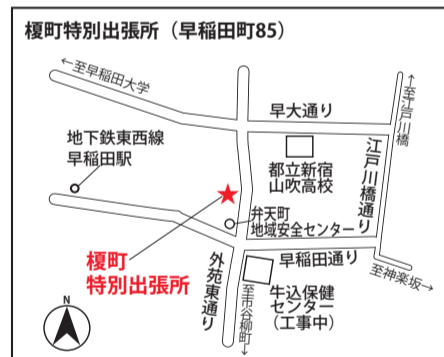 榎町特別出張所（早稲田町85）
←至早稲田大学
早大通り
←至江戸川橋
地下鉄東西線
早稲田駅
都立新宿
山吹高校
江戸川橋通り
弁天町
地域安全センター
榎町
特別出張所
早稲田通り
外苑東通り
至神楽坂→
牛込保健
センター
（工事中）
至市谷柳町→
N